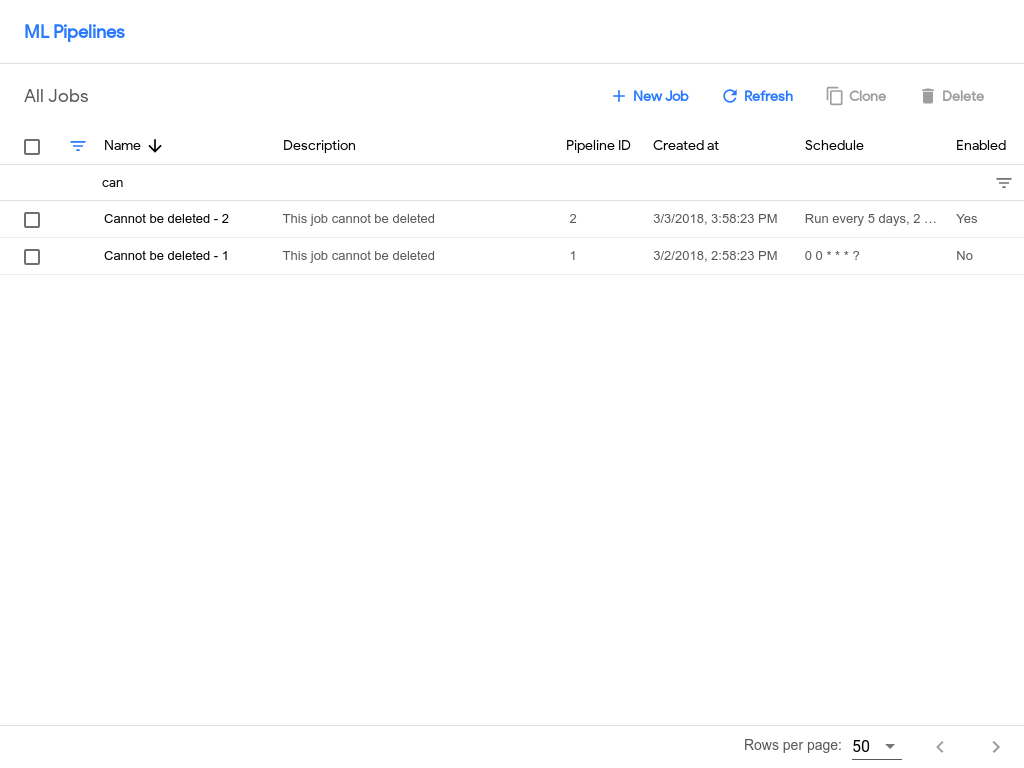 ML Pipelines
All Jobs New Job Refresh Clone Delete
Name Description Pipeline ID Created at Schedule Enabled
can
Cannot be deleted - 2 This job cannot be deleted 2 3/3/2018, 3:58:23 PM Run every 5 days, 2 … Yes
Cannot be deleted - 1 This job cannot be deleted 1 3/2/2018, 2:58:23 PM 0 0 * * * ? No
Rows per page: 50